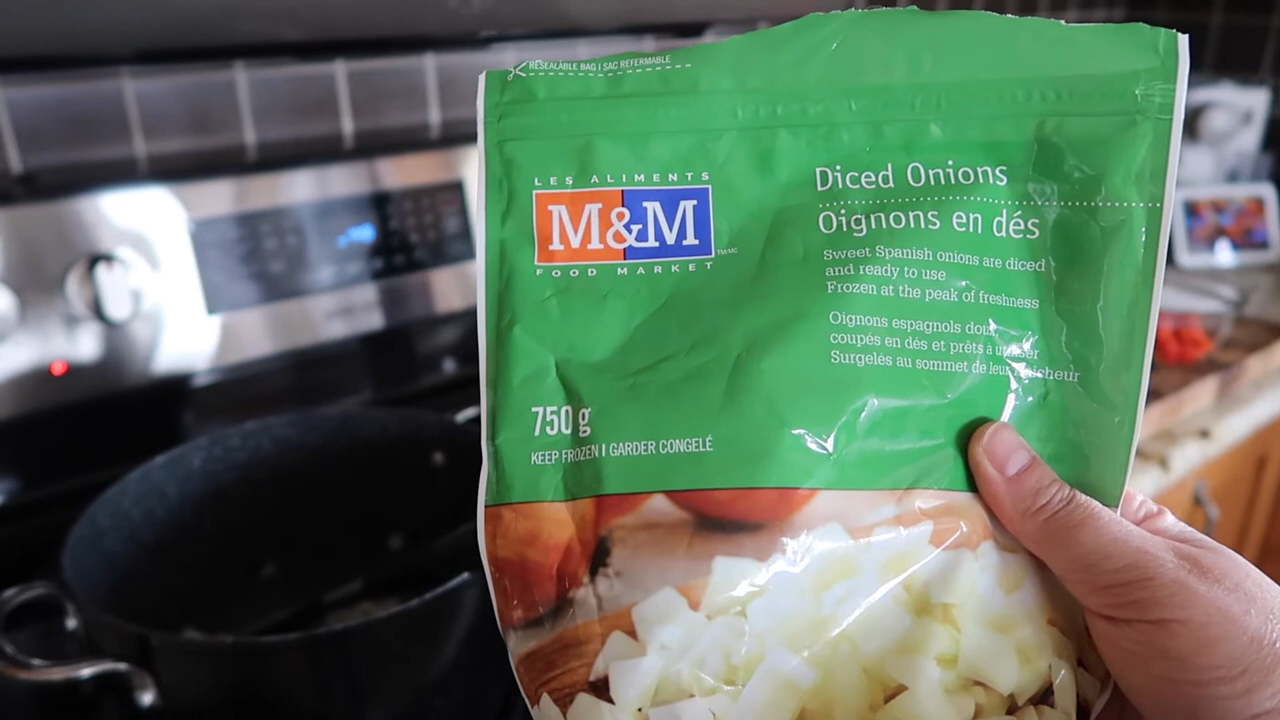 RESEALABLE BAG | SAC REFERMABLE
LES ALIMENTS
M&M
TM/MC
FOOD MARKET
Diced Onions
Oignons en dés
Sweet Spanish onions are diced
and ready to use
Frozen at the peak of freshness
Oignons espagnols doux,
coupés en dés et prêts à utiliser
Surgelés au sommet de leur fraîcheur
750 g
KEEP FROZEN | GARDER CONGELÉ